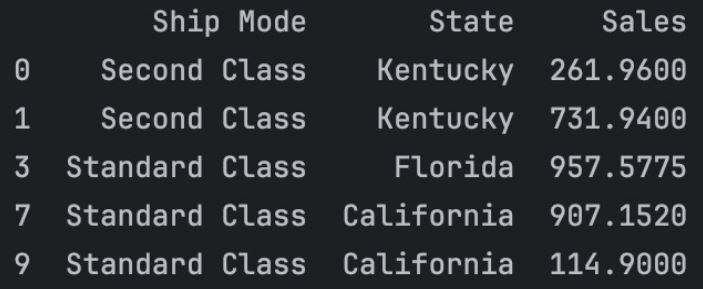 Ship Mode State Sales
0 Second Class Kentucky 261.9600
1 Second Class Kentucky 731.9400
3 Standard Class Florida 957.5775
7 Standard Class California 907.1520
9 Standard Class California 114.9000